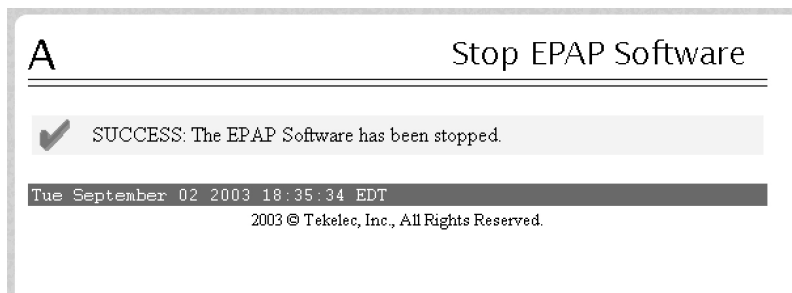 A
Stop EPAP Software
SUCCESS: The EPAP Software has been stopped.
Tue September 02 2003 18:35:34 EDT
2003 © Tekelec, Inc., All Rights Reserved.